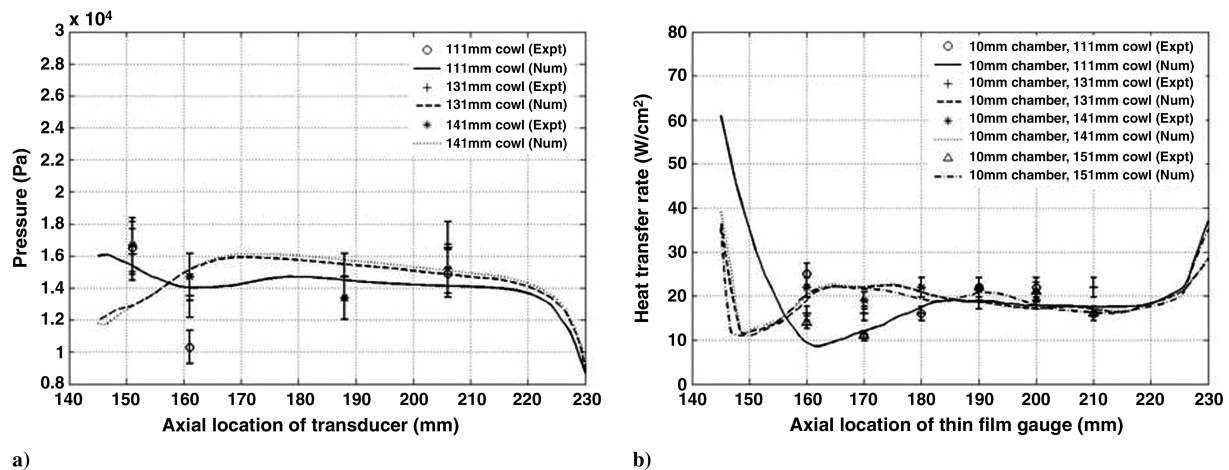 x 10⁴
3
2.8
2.6
2.4
2.2
2
1.8
1.6
1.4
1.2
1
0.8
Pressure (Pa)
111mm cowl (Expt)
111mm cowl (Num)
131mm cowl (Expt)
131mm cowl (Num)
141mm cowl (Expt)
141mm cowl (Num)
140 150 160 170 180 190 200 210 220 230
Axial location of transducer (mm)
a)
80
70
60
50
40
30
20
10
0
Heat transfer rate (W/cm²)
10mm chamber, 111mm cowl (Expt)
10mm chamber, 111mm cowl (Num)
10mm chamber, 131mm cowl (Expt)
10mm chamber, 131mm cowl (Num)
10mm chamber, 141mm cowl (Expt)
10mm chamber, 141mm cowl (Num)
10mm chamber, 151mm cowl (Expt)
10mm chamber, 151mm cowl (Num)
140 150 160 170 180 190 200 210 220 230
Axial location of thin film gauge (mm)
b)